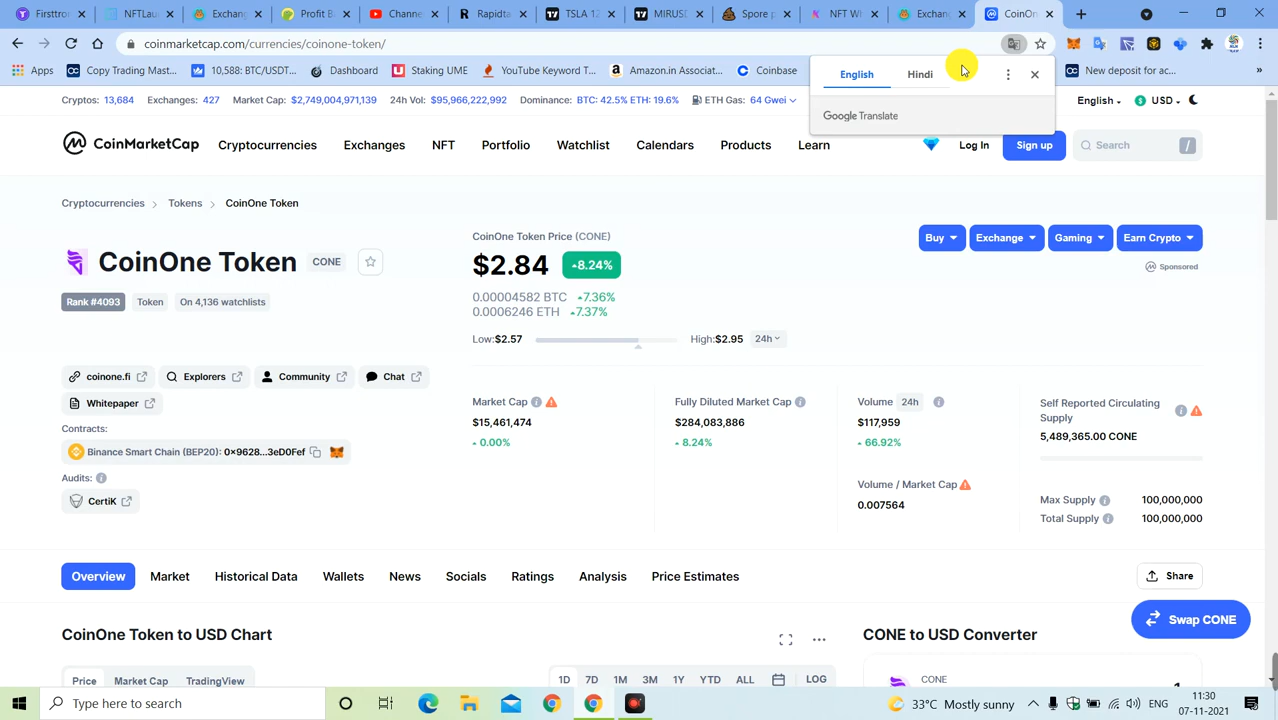 Firstprot
Channe
Portfolio
Channe
Portfolio
TSLA 12
MIRUSD
Spore p
NFT W
Exchang
CoinOn
coinmarketcap.com/currencies/coinone-token/
Apps
Copy Trading Mast...
10,588: BTC/USDT...
Dashboard
Staking UME
YouTube Keyword T...
Amazon.in Associat...
Coinbase
New deposit for ac...
English
Hindi
Google Translate
Cryptos: 13,684 Exchanges: 427 Market Cap: $2,749,004,971,139 24h Vol: $95,966,222,992 Dominance: BTC: 42.5% ETH: 19.6% ETH Gas: 64 Gwei
English USD
CoinMarketCap Cryptocurrencies Exchanges NFT Portfolio Watchlist Calendars Products Learn Log In Sign up Search /
Cryptocurrencies > Tokens > CoinOne Token
CoinOne Token CONE
Rank #4093 Token On 4,136 watchlists
coinone.fi Explorers Community Chat
Whitepaper
Contracts:
Binance Smart Chain (BEP20): 0x9628...3eD0Fef
Audits:
CertiK
CoinOne Token Price (CONE)
$2.84 8.24%
0.00004582 BTC 7.36%
0.0006246 ETH 7.37%
Low:$2.57 High:$2.95 24h
Buy Exchange Gaming Earn Crypto
Sponsored
Market Cap
$15,461,474
0.00%
Fully Diluted Market Cap
$284,083,886
8.24%
Volume 24h
$117,959
66.92%
Volume / Market Cap
0.007564
Self Reported Circulating
Supply
5,489,365.00 CONE
Max Supply 100,000,000
Total Supply 100,000,000
Overview Market Historical Data Wallets News Socials Ratings Analysis Price Estimates Share
Swap CONE
CoinOne Token to USD Chart
CONE to USD Converter
Price Market Cap TradingView 1D 7D 1M 3M 1Y YTD ALL LOG
CONE
1
Type here to search
33°C Mostly sunny
ENG
11:30
07-11-2021